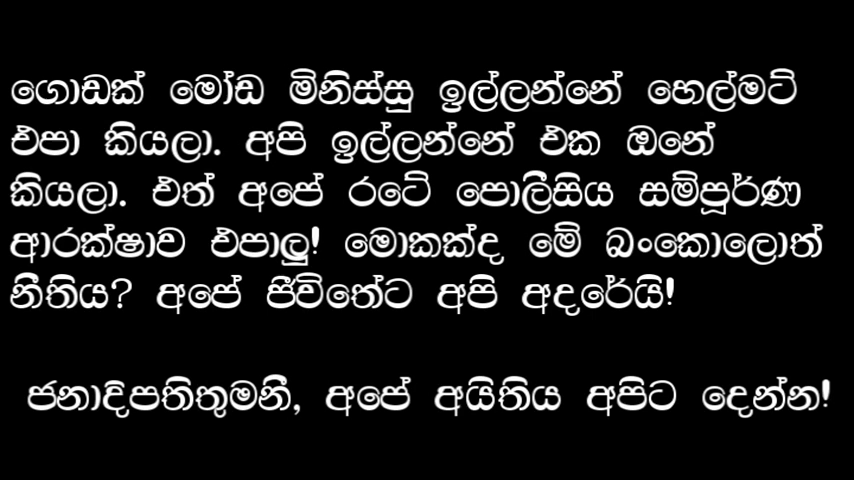 ගොඩක් මෝඩ මිනිස්සු ඉල්ලන්නේ හෙල්මට්
එපා කියලා. අපි ඉල්ලන්නේ එක ඔනේ
කියලා. එත් අපේ රටේ පොලීසිය සම්පූර්ණ
ආරක්ෂාව එපාලු! මොකක්ද මේ බංකොලොත්
නීතිය? අපේ ජීවිතේට අපි අදරේයි!
ජනාදිපතිතුමනී, අපේ අයිතිය අපිට දෙන්න!